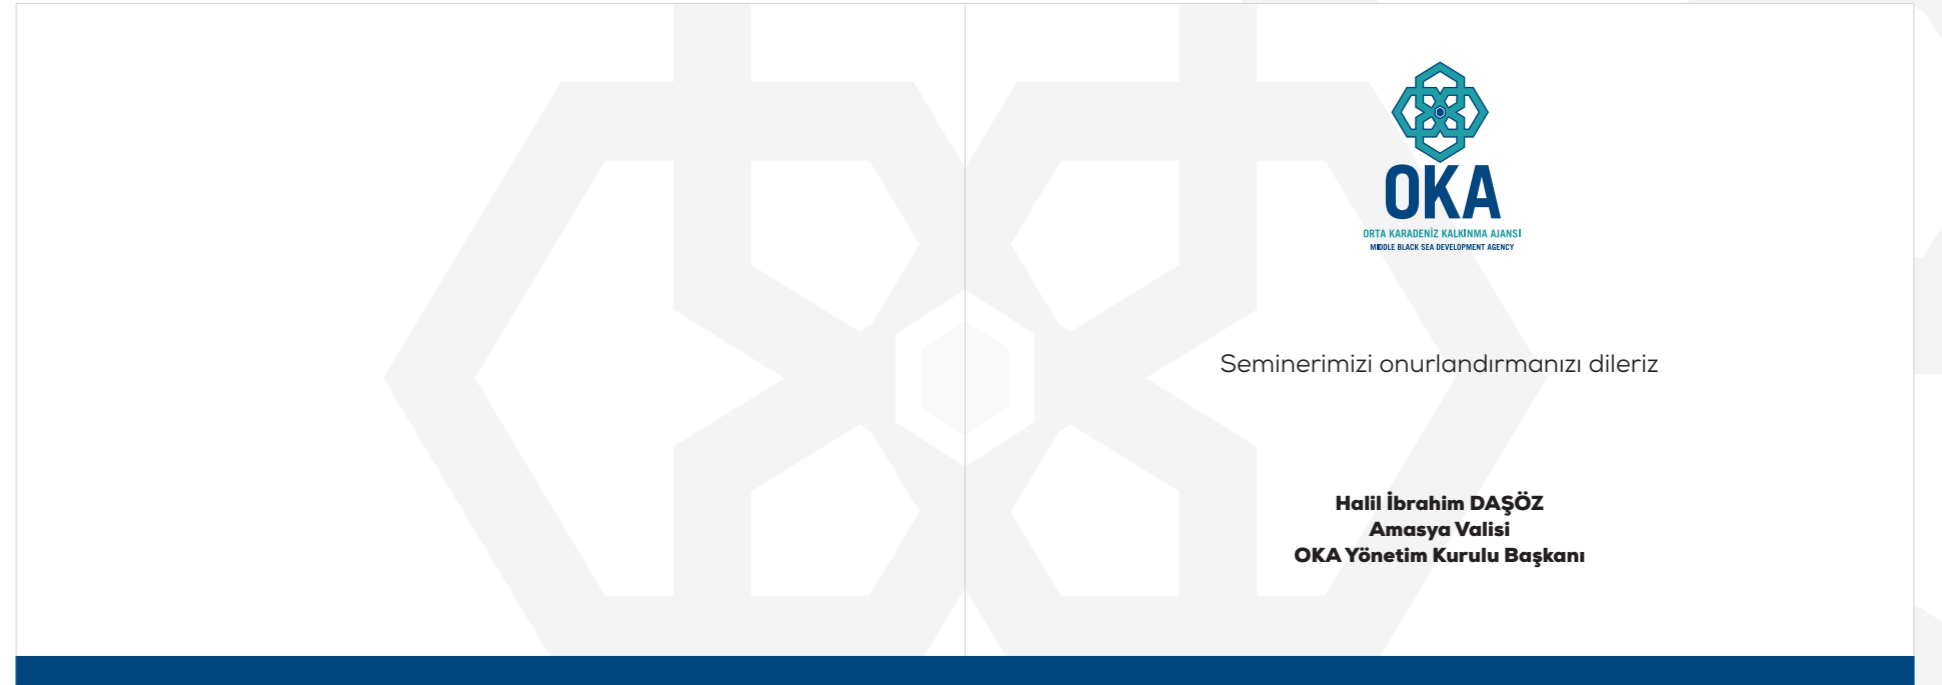 OKA
ORTA KARADENİZ KALKINMA AJANSI
MIDDLE BLACK SEA DEVELOPMENT AGENCY
Seminerimizi onurlandırmanızı dileriz
Halil İbrahim DAŞÖZ
Amasya Valisi
OKA Yönetim Kurulu Başkanı